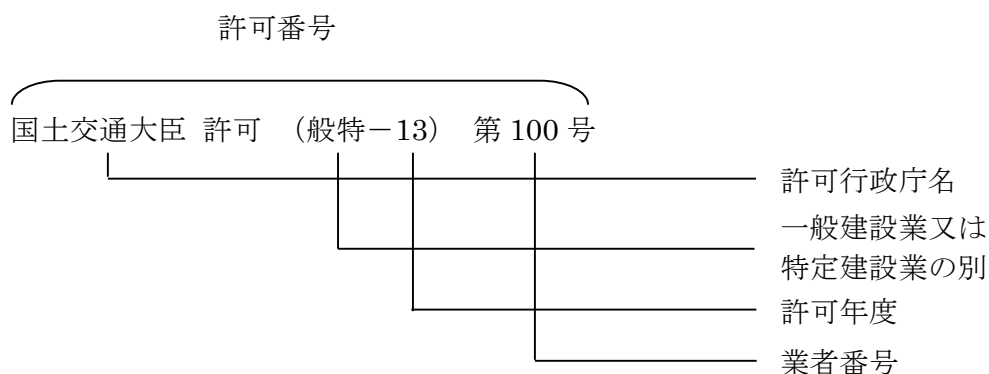 許可番号
国土交通大臣 許可 （般特－13） 第 100 号
許可行政庁名
一般建設業又は
特定建設業の別
許可年度
業者番号